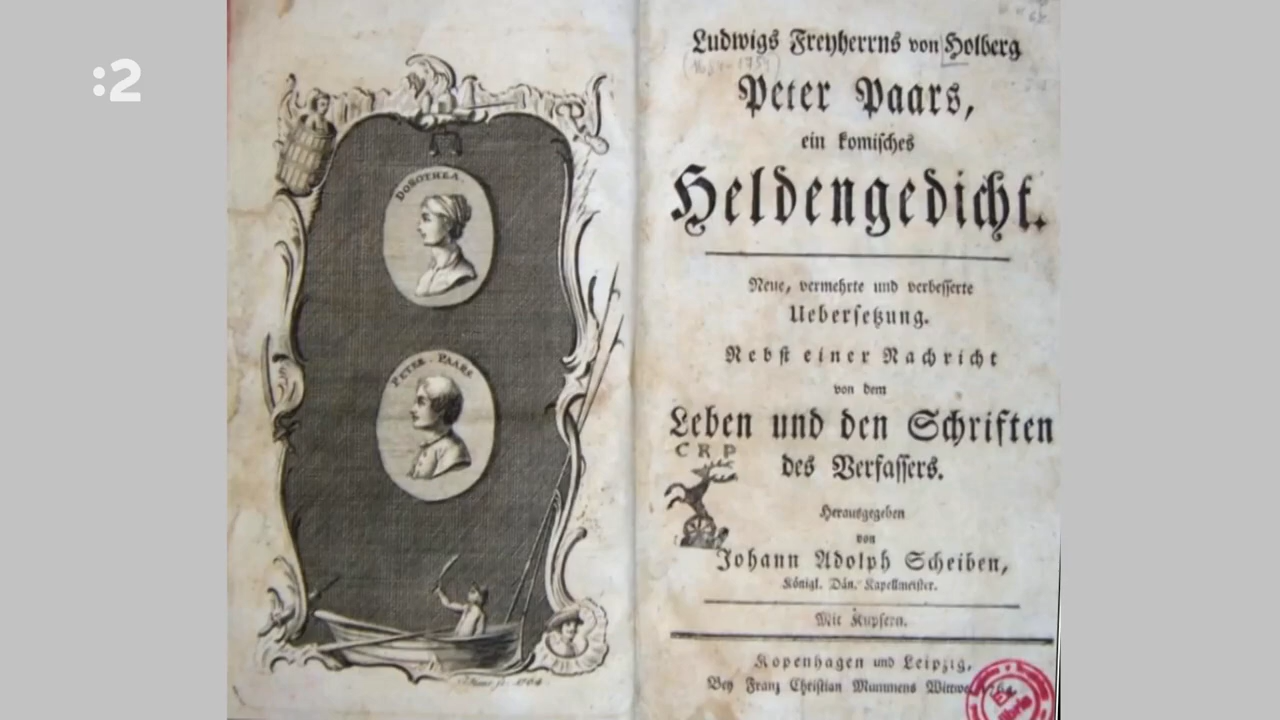 :2
DOROTHEA.
PETER. PAARS
Ludwigs Freyherrns von Holberg
Peter Paars,
ein komisches
Heldengedicht.
Neue, vermehrte und verbesserte
Uebersetzung.
Nebst einer Nachricht
von dem
Leben und den Schriften
C R P
des Verfassers.
Herausgegeben
von
Johann Adolph Scheiben,
Königl. Dän. Kapellmeister.
Mit Kupfern.
Kopenhagen und Leipzig,
Bey Franz Christian Mummens Wittwe
Ex
libris